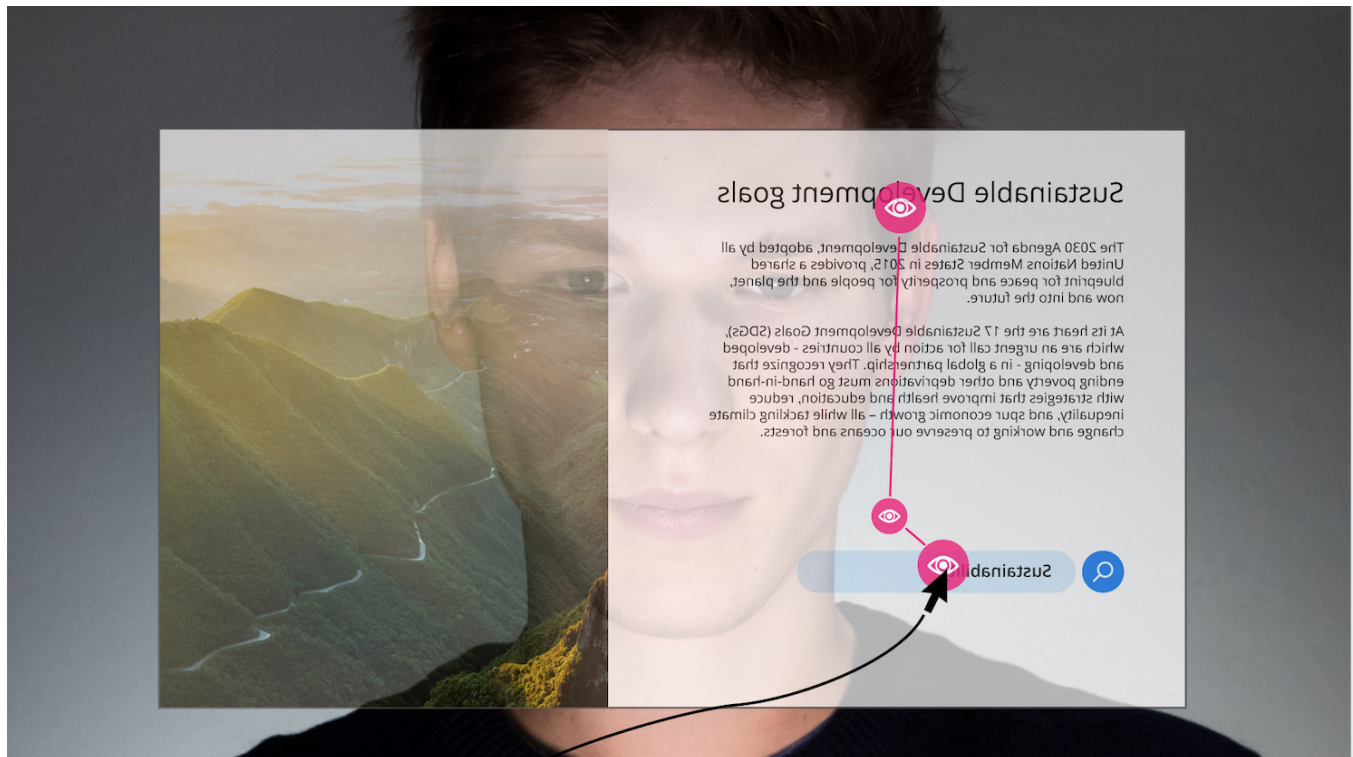 Sustainable Development goals
The 2030 Agenda for Sustainable Development, adopted by all
United Nations Member States in 2015, provides a shared
blueprint for peace and prosperity for people and the planet,
now and into the future.
At its heart are the 17 Sustainable Development Goals (SDGs),
which are an urgent call for action by all countries - developed
and developing - in a global partnership. They recognize that
ending poverty and other deprivations must go hand-in-hand
with strategies that improve health and education, reduce
inequality, and spur economic growth – all while tackling climate
change and working to preserve our oceans and forests.